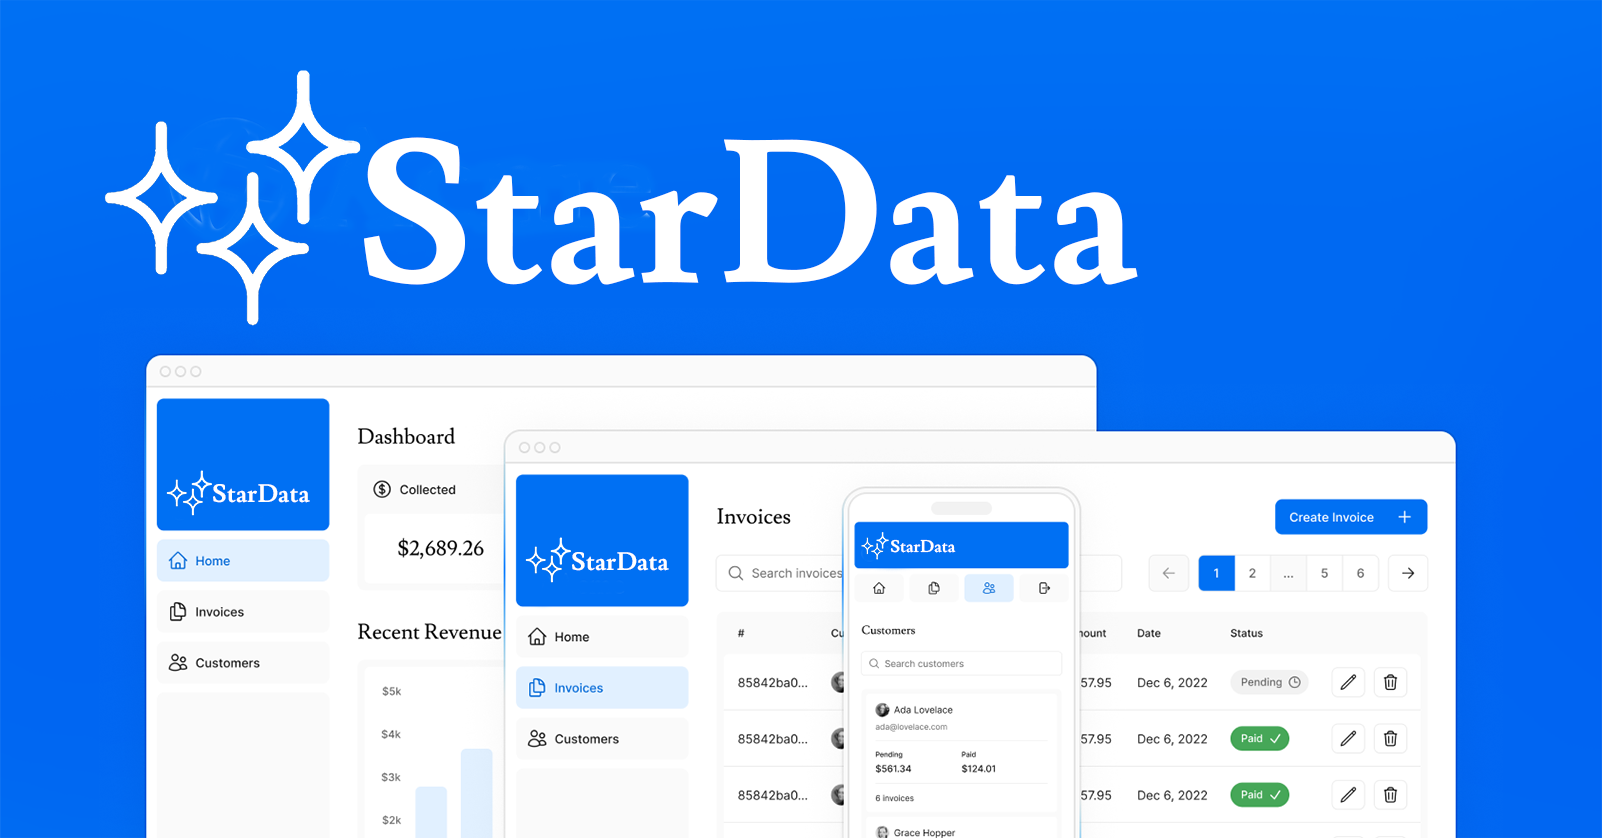 StarData
StarData
Home
Invoices
Customers
Dashboard
Collected
$2,689.26
Recent Revenue
$5k
$4k
$3k
$2k
StarData
Home
Invoices
Customers
Invoices
Create Invoice
Search invoices
1 2 ... 5 6
# Date Status
85842ba0... 57.95 Dec 6, 2022 Pending
85842ba0... 57.95 Dec 6, 2022 Paid
85842ba0... 57.95 Dec 6, 2022 Paid
StarData
Customers
Search customers
Ada Lovelace
ada@lovelace.com
Pending Paid
$561.34 $124.01
6 invoices
Grace Hopper